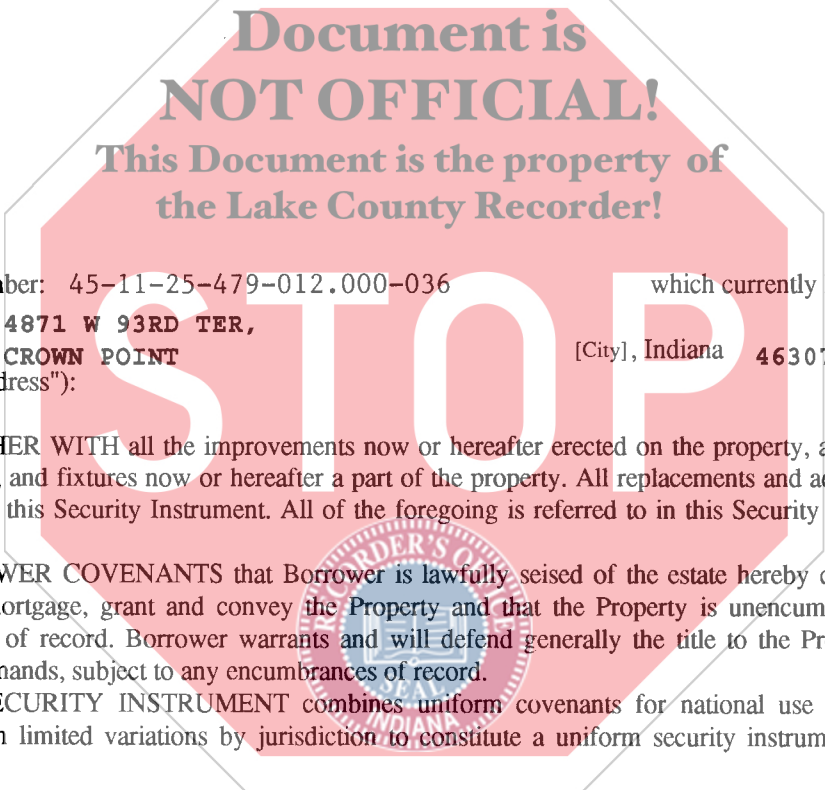 Document is
NOT OFFICIAL!
This Document is the property of
the Lake County Recorder!
ber: 45-11-25-479-012.000-036 which currently
4871 W 93RD TER,
CROWN POINT [City], Indiana 46307
dress"):
STOP
HER WITH all the improvements now or hereafter erected on the property, a
, and fixtures now or hereafter a part of the property. All replacements and a
this Security Instrument. All of the foregoing is referred to in this Security
WER COVENANTS that Borrower is lawfully seised of the estate hereby c
ortgage, grant and convey the Property and that the Property is unencum
of record. Borrower warrants and will defend generally the title to the Pr
mands, subject to any encumbrances of record.
ECURITY INSTRUMENT combines uniform covenants for national use
n limited variations by jurisdiction to constitute a uniform security instrum
RECORDER'S OFFICE
SEAL
INDIANA